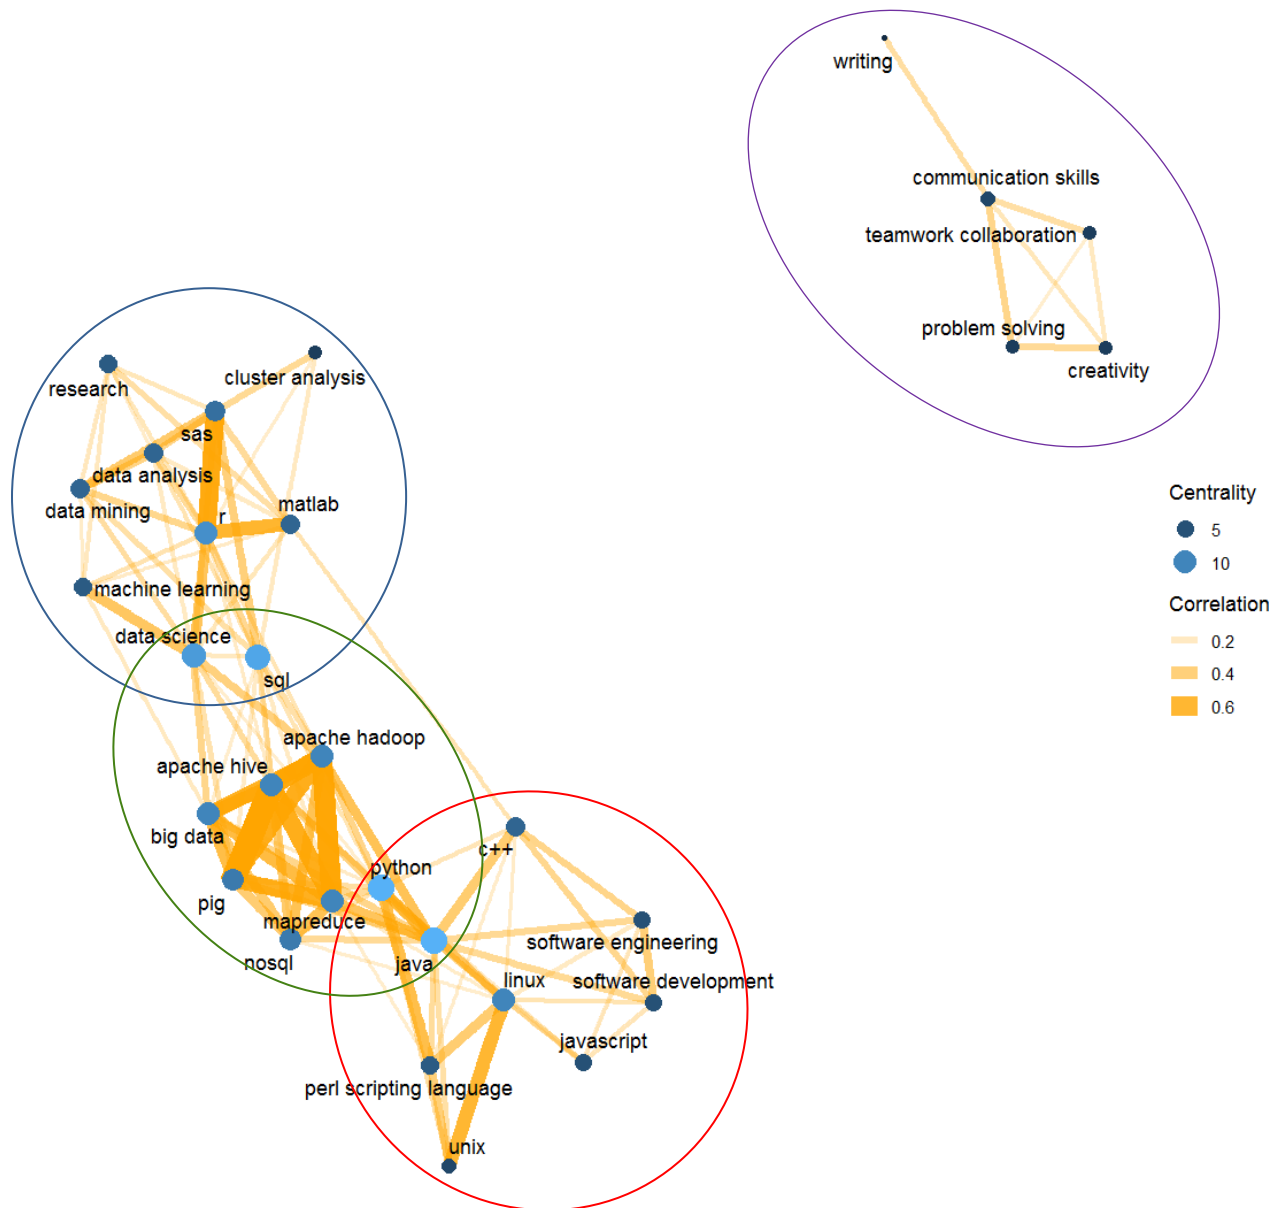 writing
communication skills
teamwork collaboration
problem solving
creativity
cluster analysis
research
sas
data analysis
data mining
r
matlab
machine learning
data science
sql
apache hadoop
apache hive
big data
pig
mapreduce
nosql
python
java
c++
software engineering
software development
linux
javascript
perl scripting language
unix
Centrality
5
10
Correlation
0.2
0.4
0.6